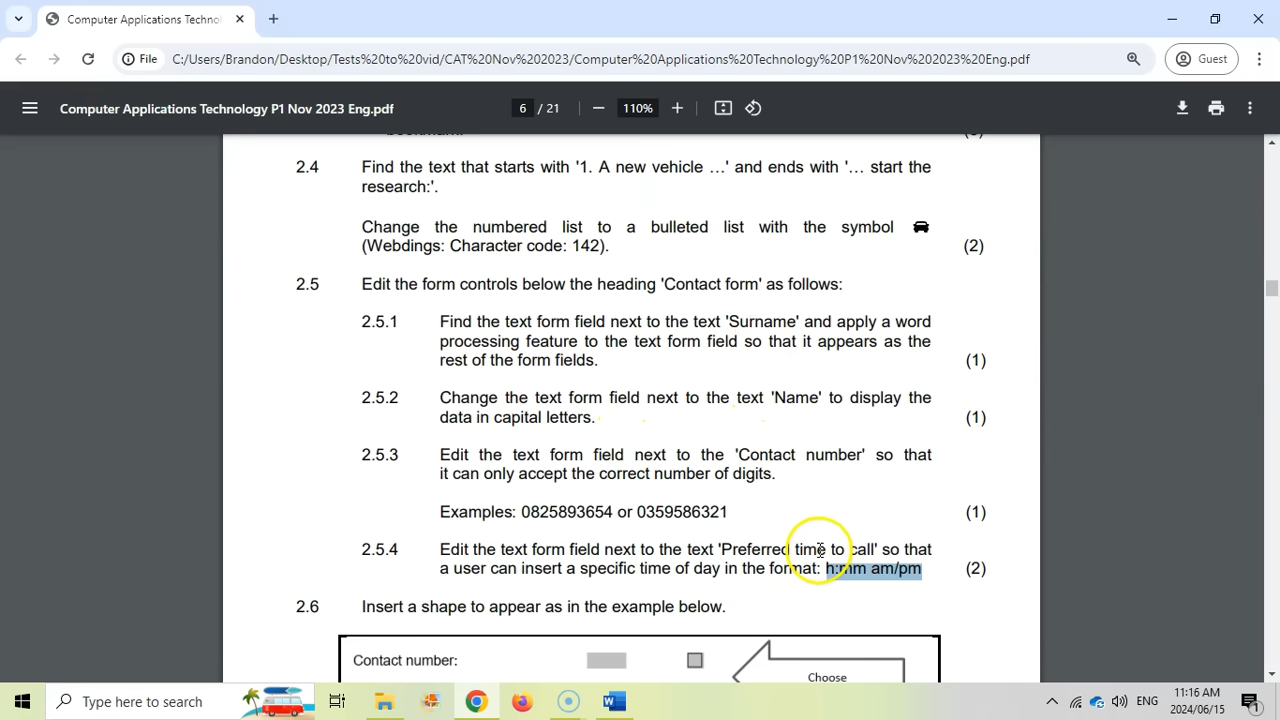 Computer Applications Techno
C:/Users/Brandon/Desktop/Tests%20to%20vid/CAT%20Nov%202023/Computer%20Applications%20Technology%20P1%20Nov%202023%20Eng.pdf
File
Guest
Computer Applications Technology P1 Nov 2023 Eng.pdf
6 / 21
110%
2.4 Find the text that starts with '1. A new vehicle …' and ends with '… start the
research:'.
Change the numbered list to a bulleted list with the symbol
(Webdings: Character code: 142). (2)
2.5 Edit the form controls below the heading 'Contact form' as follows:
2.5.1 Find the text form field next to the text 'Surname' and apply a word
processing feature to the text form field so that it appears as the
rest of the form fields. (1)
2.5.2 Change the text form field next to the text 'Name' to display the
data in capital letters. (1)
2.5.3 Edit the text form field next to the 'Contact number' so that
it can only accept the correct number of digits.
Examples: 0825893654 or 0359586321 (1)
2.5.4 Edit the text form field next to the text 'Preferred time to call' so that
a user can insert a specific time of day in the format: h:mm am/pm (2)
2.6 Insert a shape to appear as in the example below.
Contact number:
Choose
Type here to search
ENG
11:16 AM
2024/06/15